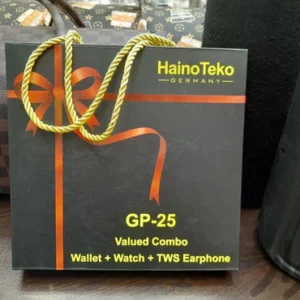 HainoTeko
GERMANY
GP-25
Valued Combo
Wallet + Watch + TWS Earphone